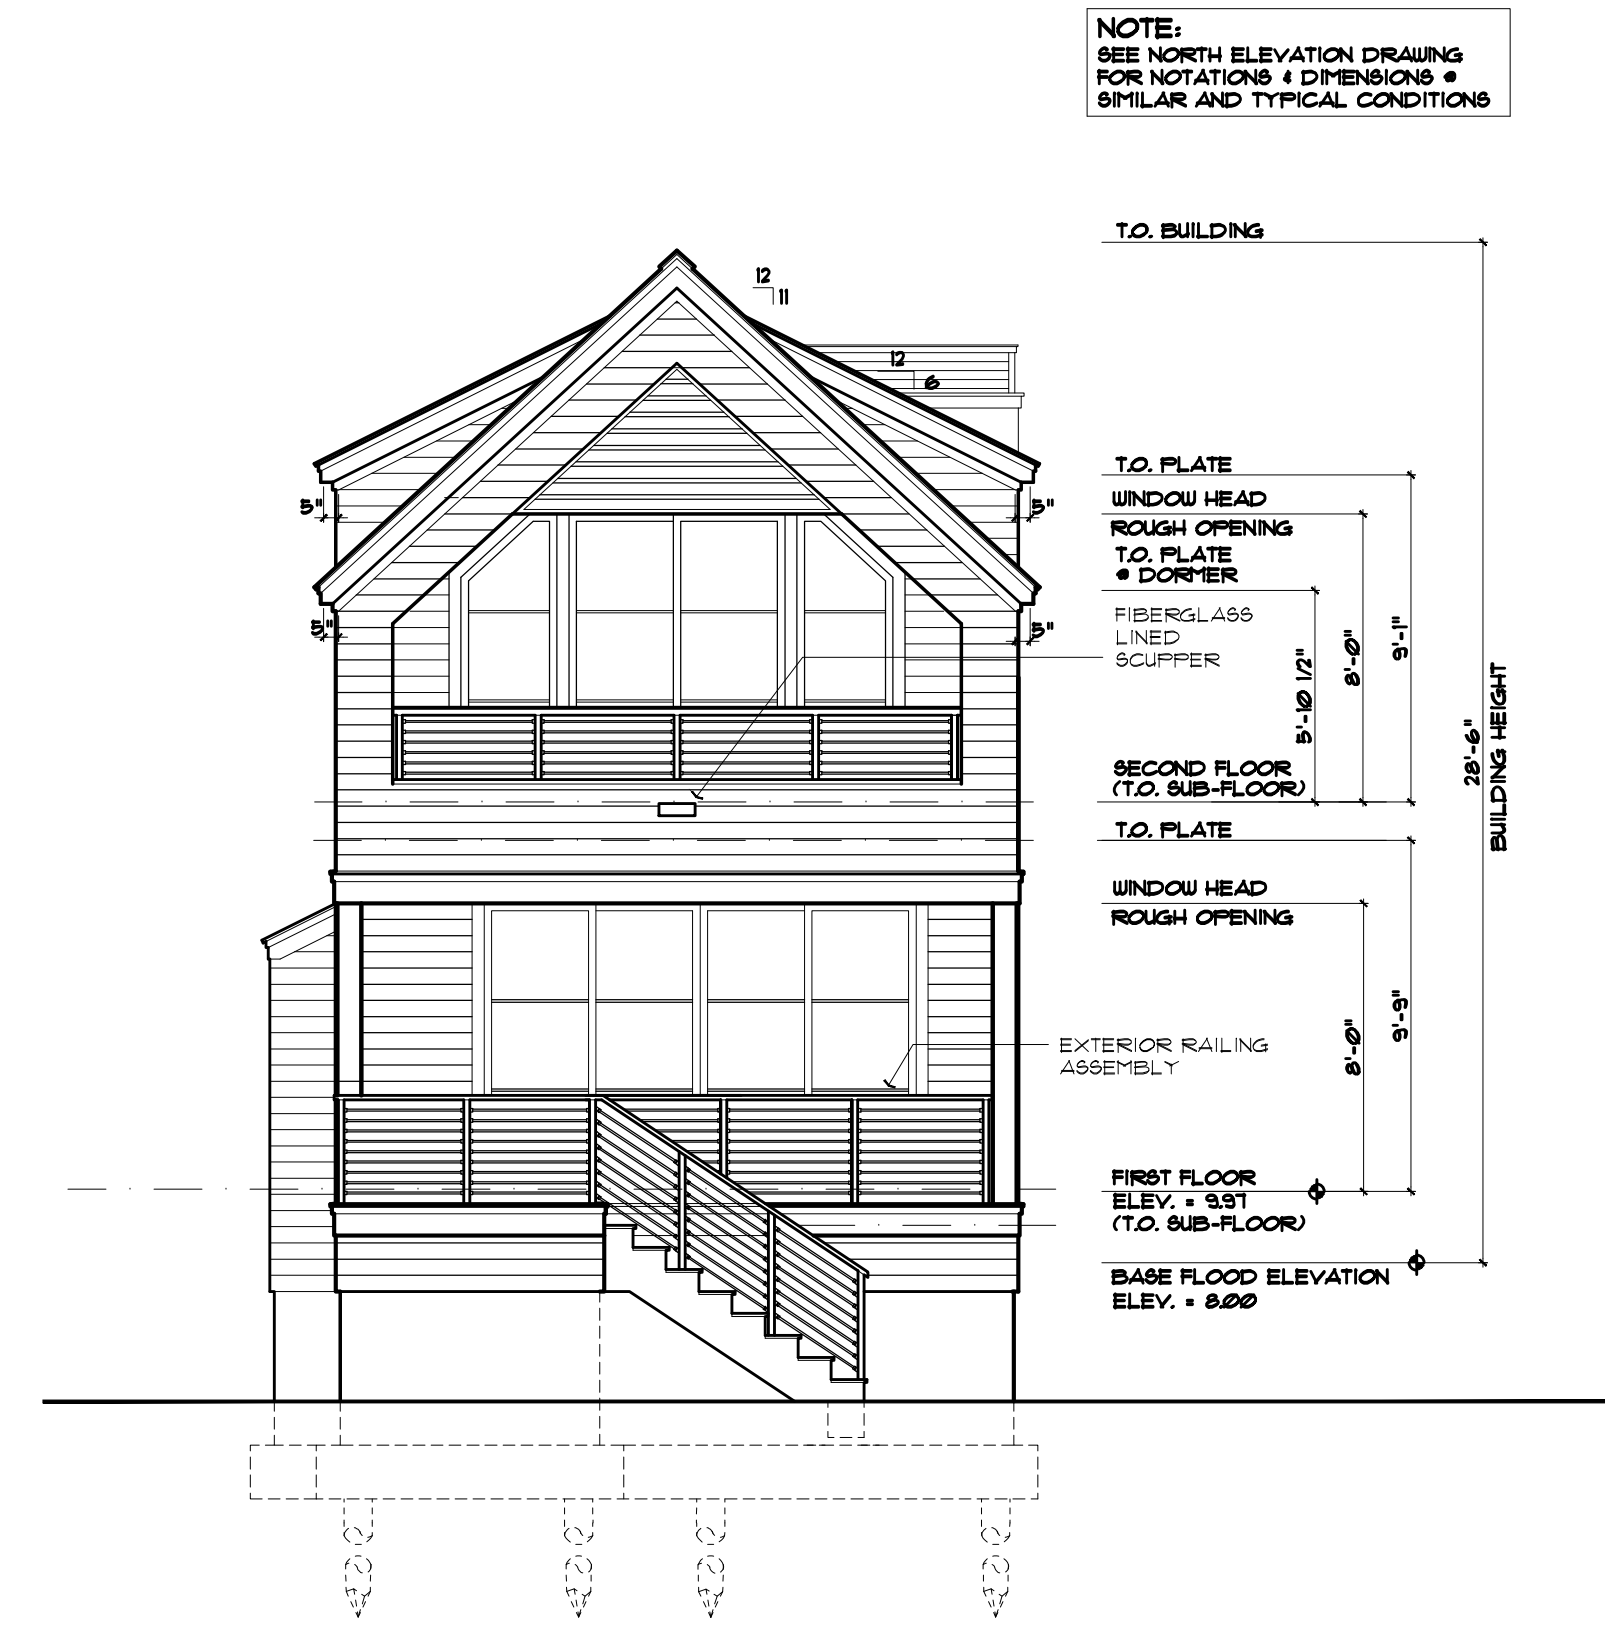 NOTE:
SEE NORTH ELEVATION DRAWING
FOR NOTATIONS & DIMENSIONS @
SIMILAR AND TYPICAL CONDITIONS
T.O. BUILDING
12
11
12
6
T.O. PLATE
WINDOW HEAD
ROUGH OPENING
T.O. PLATE
@ DORMER
5"
5"
5"
5"
FIBERGLASS
LINED
SCUPPER
5'-10 1/2"
8'-0"
9'-1"
28'-6"
BUILDING HEIGHT
SECOND FLOOR
(T.O. SUB-FLOOR)
T.O. PLATE
WINDOW HEAD
ROUGH OPENING
8'-0"
9'-9"
EXTERIOR RAILING
ASSEMBLY
FIRST FLOOR
ELEV. = 9.97
(T.O. SUB-FLOOR)
BASE FLOOD ELEVATION
ELEV. = 8.00